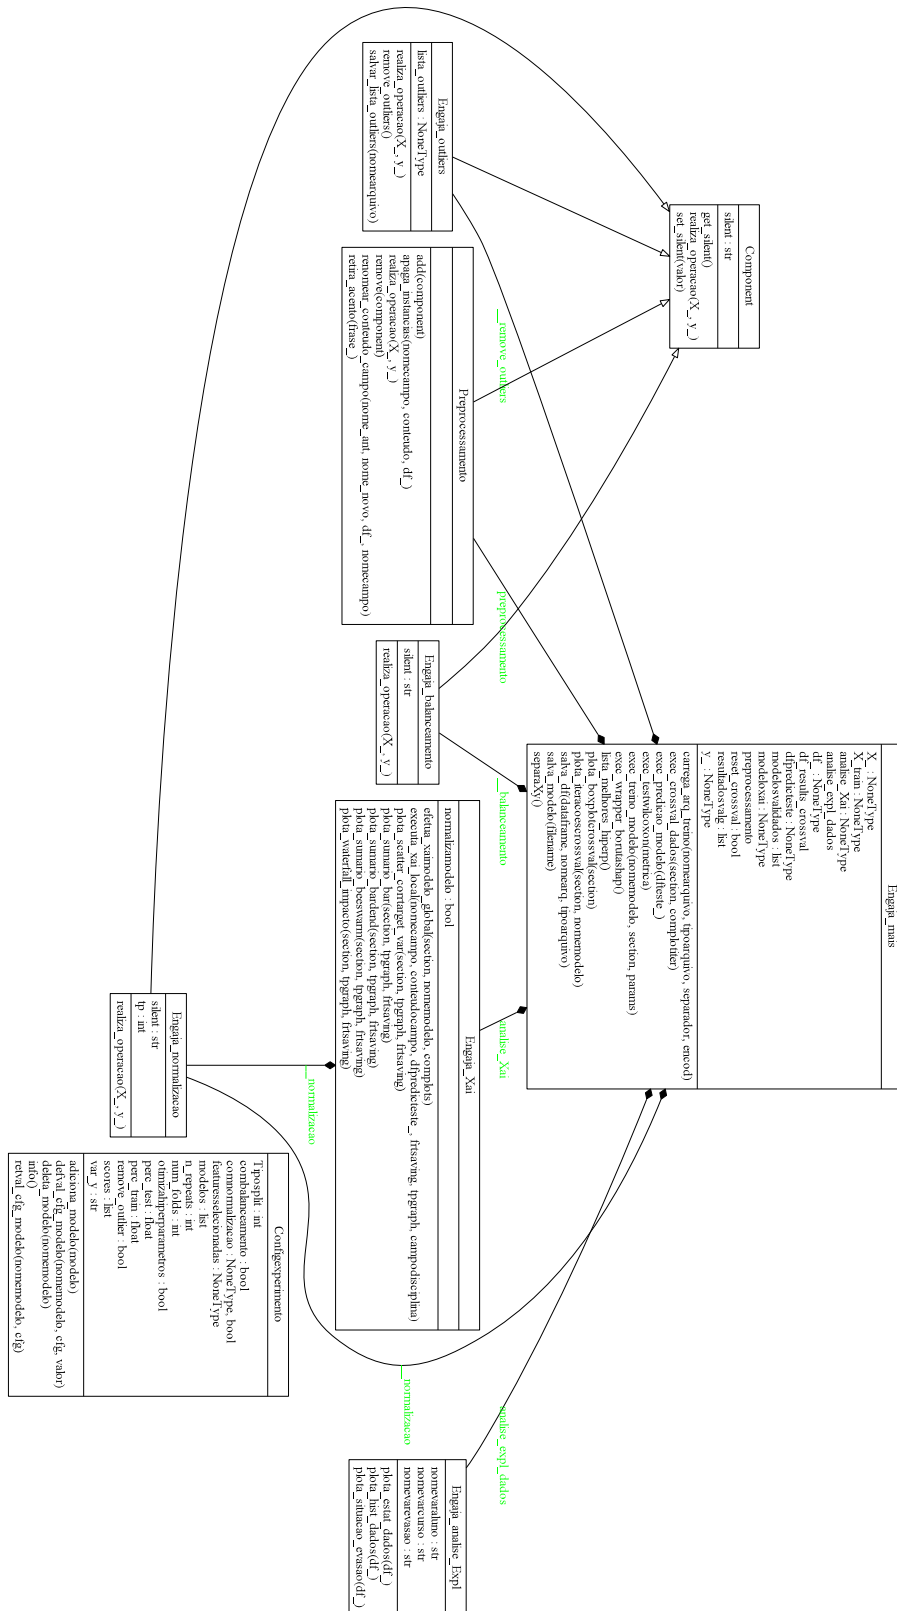 Component
silent : str
get_silent()
realiza_operacao(X_, y_)
set_silent(valor)
Engaja_outliers
lista_outliers : NoneType
realiza_operacao(X_, y_)
remove_outliers()
salvar_lista_outliers(nomearquivo)
Preprocessamento
add(component)
apaga_instancias(nomecampo, conteudo, df_)
realiza_operacao(X_, y_)
remove(component)
renomear_conteudo_campo(nome_ant, nome_novo, df_, nomecampo)
retira_acento(frase_)
Engaja_balanceamento
silent : str
realiza_operacao(X_, y_)
__remove_outliers
preprocessamento
__balanceamento
Engaja_mais
X_ : NoneType
X_train : NoneType
analise_Xai : NoneType
analise_expl_dados
df_ : NoneType
df_results_crossval
dfpredicteste : NoneType
modelosvalidados : list
modeloxai : NoneType
preprocessamento
reset_crossval : bool
resultadosvalg : list
y_ : NoneType
carrega_arq_treino(nomearquivo, tipoarquivo, separador, encod)
exec_crossval_dados(section, complotiter)
exec_predicao_modelo(dfteste_)
exec_testwilcoxon(metrica)
exec_treino_modelo(nomemodelo, section, params)
exec_wrapper_borutashap()
lista_melhores_hiperp()
plota_boxplotcrossval(section)
plota_iteracoescrossval(section, nomemodelo)
salva_df(dataframe, nomearq, tipoarquivo)
salva_modelo(filename)
separaXy()
analise_Xai
Engaja_Xai
normalizamodelo : bool
efetua_xaimodelo_global(section, nomemodelo, complots)
executa_xai_local(nomecampo, conteudocampo, dfpredicteste_, frtsaving, tpgraph, campodisciplina)
plota_scatter_corrtarget_var(section, tpgraph, frtsaving)
plota_sumario_bar(section, tpgraph, frtsaving)
plota_sumario_bardend(section, tpgraph, frtsaving)
plota_sumario_beeswarm(section, tpgraph, frtsaving)
plota_waterfall_impacto(section, tpgraph, frtsaving)
Engaja_normalizacao
silent : str
tp : int
realiza_operacao(X_, y_)
__normalizacao
__normalizacao
analise_expl_dados
Configexperimento
Tiposplit : int
combalanceamento : bool
comnormalizacao : NoneType, bool
featuresselecionadas : NoneType
modelos : list
n_repeats : int
num_folds : int
otimizahiperparametros : bool
perc_test : float
perc_train : float
remove_outlier : bool
scores : list
var_y : str
adiciona_modelo(modelo)
defval_cfg_modelo(nomemodelo, cfg, valor)
deleta_modelo(nomemodelo)
info()
retval_cfg_modelo(nomemodelo, cfg)
Engaja_analise_Expl
nomevaraluno : str
nomevarcurso : str
nomevarevasao : str
plota_estat_dados(df_)
plota_hist_dados(df_)
plota_situacao_evasao(df_)